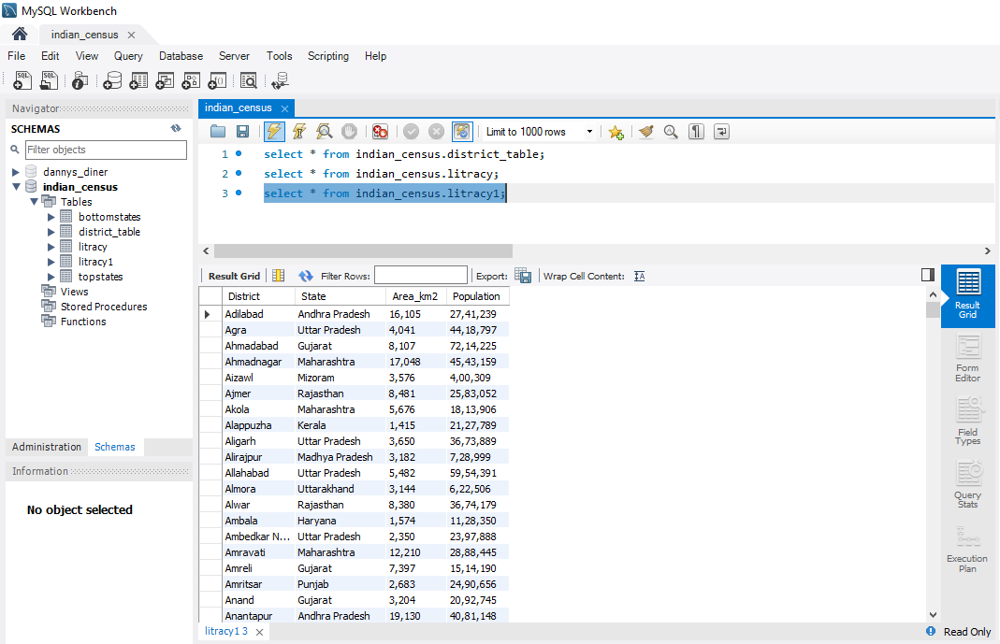 MySQL Workbench
indian_census
File Edit View Query Database Server Tools Scripting Help
Navigator
SCHEMAS
Filter objects
dannys_diner
indian_census
Tables
bottomstates
district_table
litracy
litracy1
topstates
Views
Stored Procedures
Functions
Administration Schemas
Information
No object selected
indian_census
Limit to 1000 rows
1 select * from indian_census.district_table;
2 select * from indian_census.litracy;
3 select * from indian_census.litracy1;
Result Grid Filter Rows: Export: Wrap Cell Content:
District State Area_km2 Population
Adilabad Andhra Pradesh 16,105 27,41,239
Agra Uttar Pradesh 4,041 44,18,797
Ahmadabad Gujarat 8,107 72,14,225
Ahmadnagar Maharashtra 17,048 45,43,159
Aizawl Mizoram 3,576 4,00,309
Ajmer Rajasthan 8,481 25,83,052
Akola Maharashtra 5,676 18,13,906
Alappuzha Kerala 1,415 21,27,789
Aligarh Uttar Pradesh 3,650 36,73,889
Alirajpur Madhya Pradesh 3,182 7,28,999
Allahabad Uttar Pradesh 5,482 59,54,391
Almora Uttarakhand 3,144 6,22,506
Alwar Rajasthan 8,380 36,74,179
Ambala Haryana 1,574 11,28,350
Ambedkar N... Uttar Pradesh 2,350 23,97,888
Amravati Maharashtra 12,210 28,88,445
Amreli Gujarat 7,397 15,14,190
Amritsar Punjab 2,683 24,90,656
Anand Gujarat 3,204 20,92,745
Anantapur Andhra Pradesh 19,130 40,81,148
Result
Grid
Form
Editor
Field
Types
Query
Stats
Execution
Plan
litracy1 3
Read Only